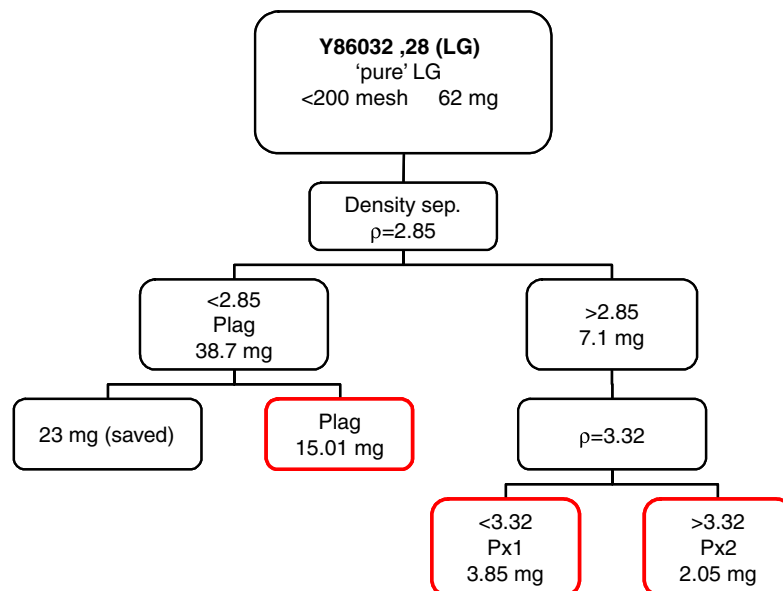 Y86032 ,28 (LG)
‘pure’ LG
<200 mesh 62 mg
Density sep.
ρ=2.85
<2.85
Plag
38.7 mg
>2.85
7.1 mg
23 mg (saved)
Plag
15.01 mg
ρ=3.32
<3.32
Px1
3.85 mg
>3.32
Px2
2.05 mg